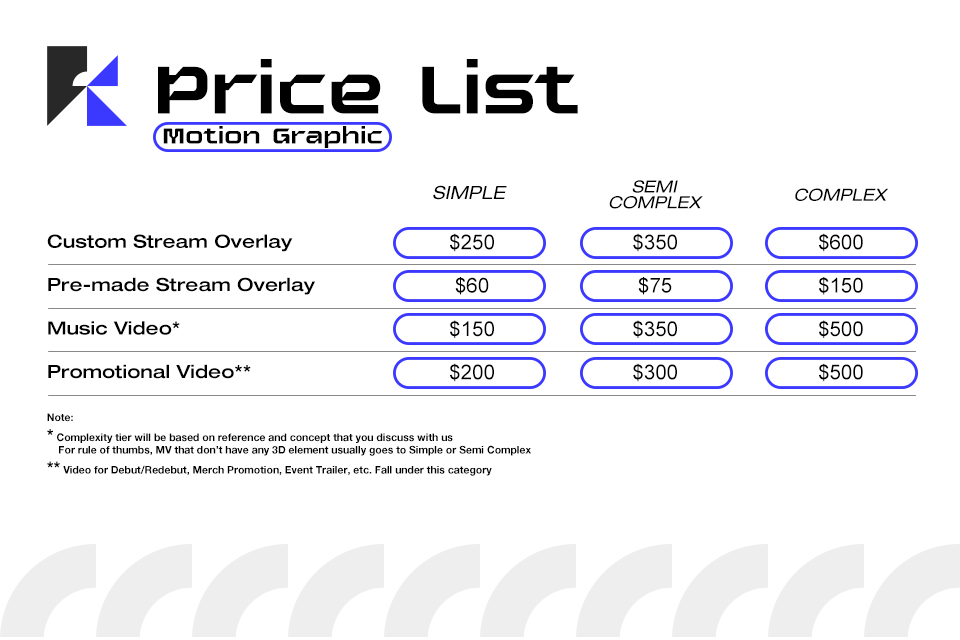 Price List
Motion Graphic
SIMPLE
SEMI
COMPLEX
COMPLEX
Custom Stream Overlay $250 $350 $600
Pre-made Stream Overlay $60 $75 $150
Music Video* $150 $350 $500
Promotional Video** $200 $300 $500
Note:
* Complexity tier will be based on reference and concept that you discuss with us
For rule of thumbs, MV that don't have any 3D element usually goes to Simple or Semi Complex
** Video for Debut/Redebut, Merch Promotion, Event Trailer, etc. Fall under this category